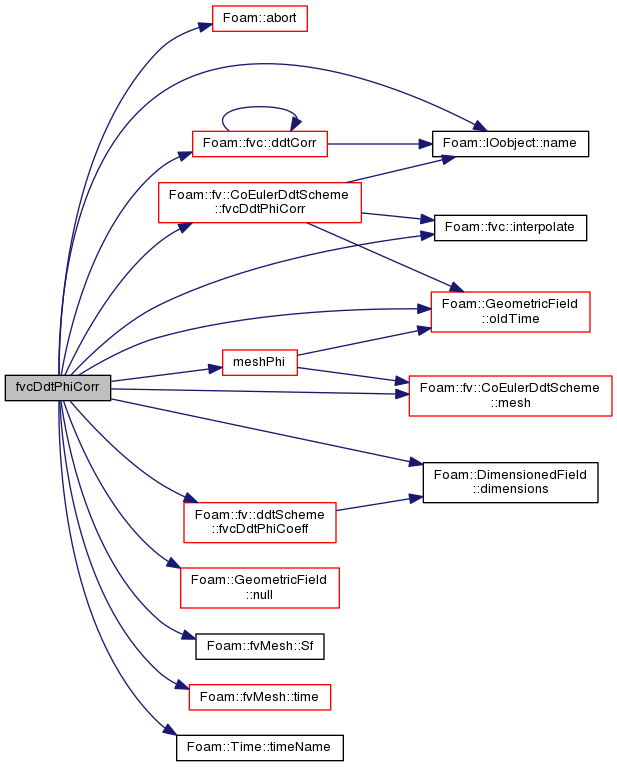 Foam::abort
Foam::fvc::ddtCorr
Foam::IOobject::name
Foam::fv::CoEulerDdtScheme
::fvcDdtPhiCorr
Foam::fvc::interpolate
Foam::GeometricField
::oldTime
meshPhi
fvcDdtPhiCorr
Foam::fv::CoEulerDdtScheme
::mesh
Foam::DimensionedField
::dimensions
Foam::fv::ddtScheme
::fvcDdtPhiCoeff
Foam::GeometricField
::null
Foam::fvMesh::Sf
Foam::fvMesh::time
Foam::Time::timeName